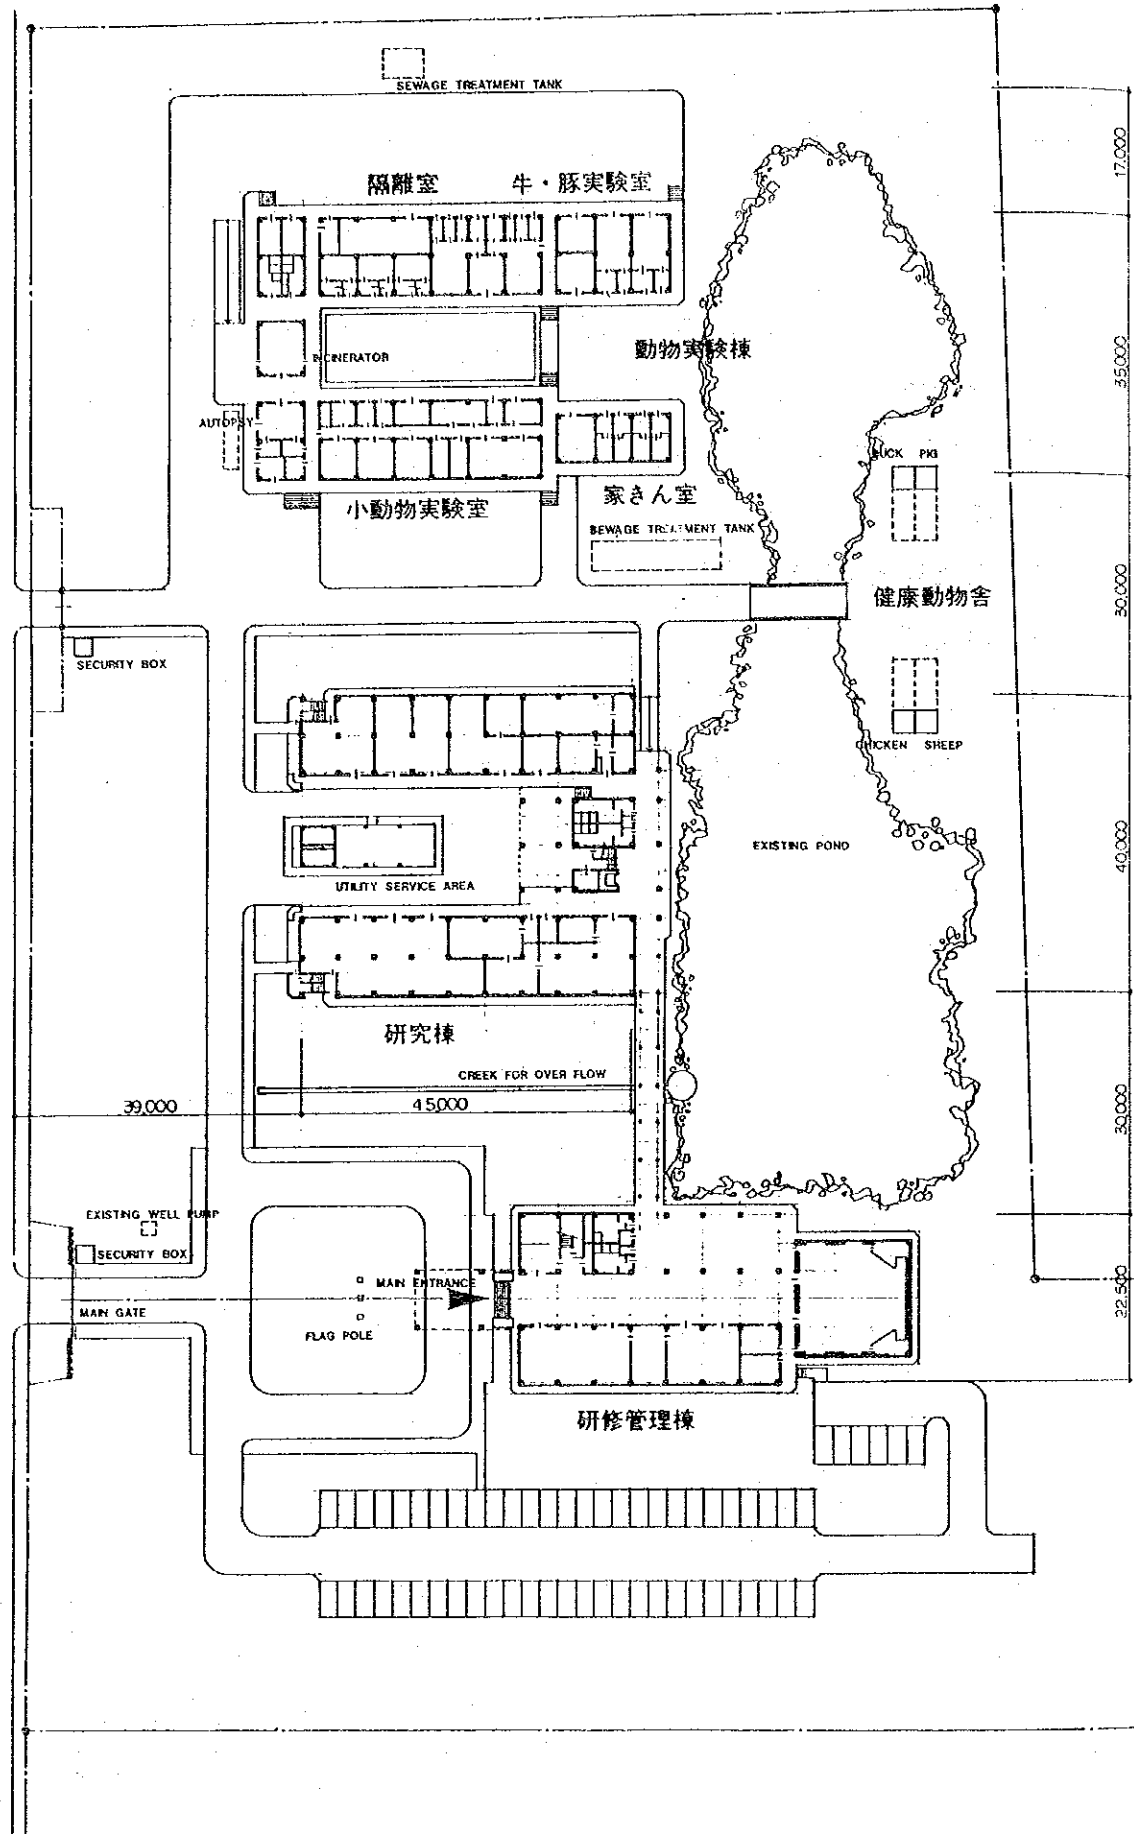 SEWAGE TREATMENT TANK
17,000
隔離室
牛・豚実験室
動物実験棟
35,000
INCINERATOR
AUTOPSY
DUCK PIG
小動物実験室
家きん室
SEWAGE TREATMENT TANK
健康動物舎
30,000
SECURITY BOX
CHICKEN SHEEP
EXISTING POND
40,000
UTILITY SERVICE AREA
研究棟
CREEK FOR OVER FLOW
39,000
45,000
30,000
EXISTING WELL PUMP
SECURITY BOX
MAIN ENTRANCE
22,500
MAIN GATE
FLAG POLE
研修管理棟